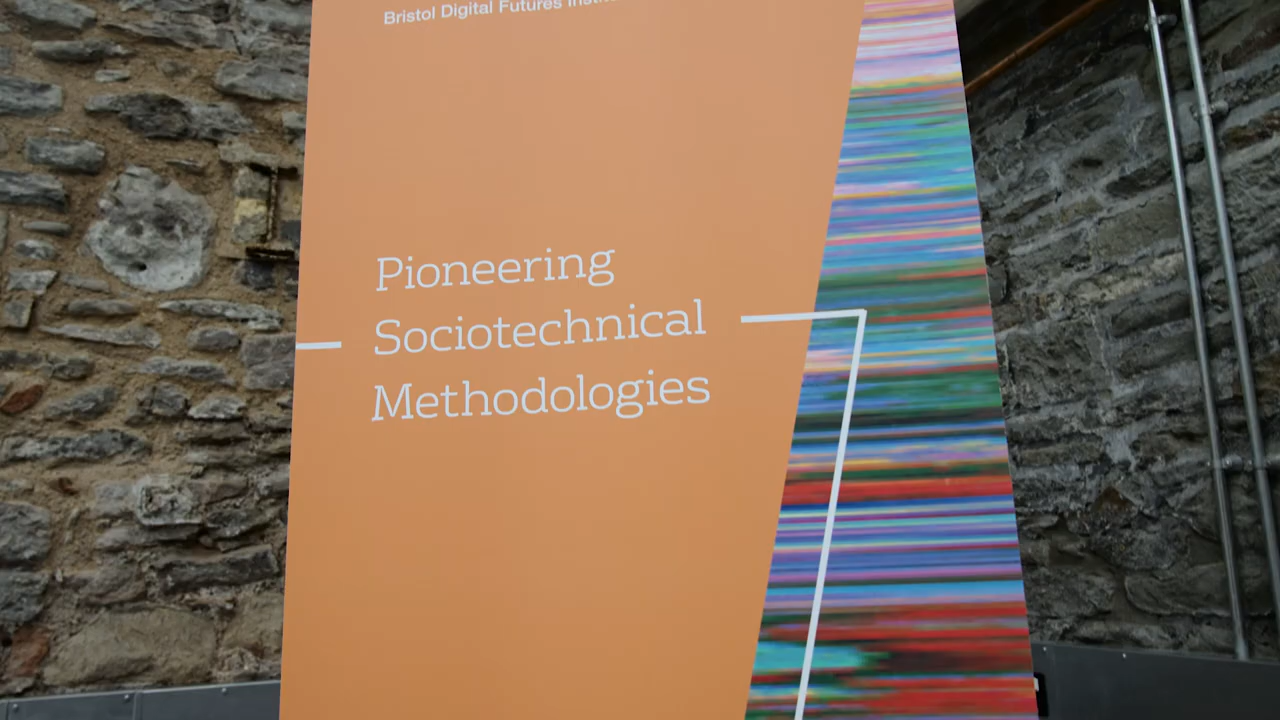 Bristol Digital Futures
Pioneering
Sociotechnical
Methodologies